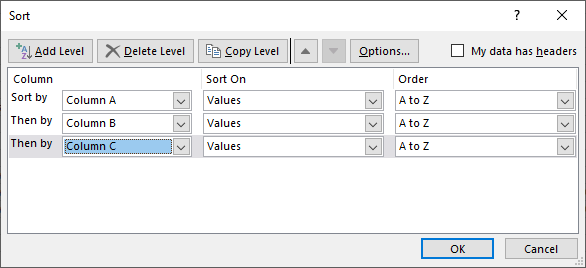 Sort
?
Add Level Delete Level Copy Level Options... My data has headers
Column Sort On Order
Sort by Column A Values A to Z
Then by Column B Values A to Z
Then by Column C Values A to Z
OK Cancel